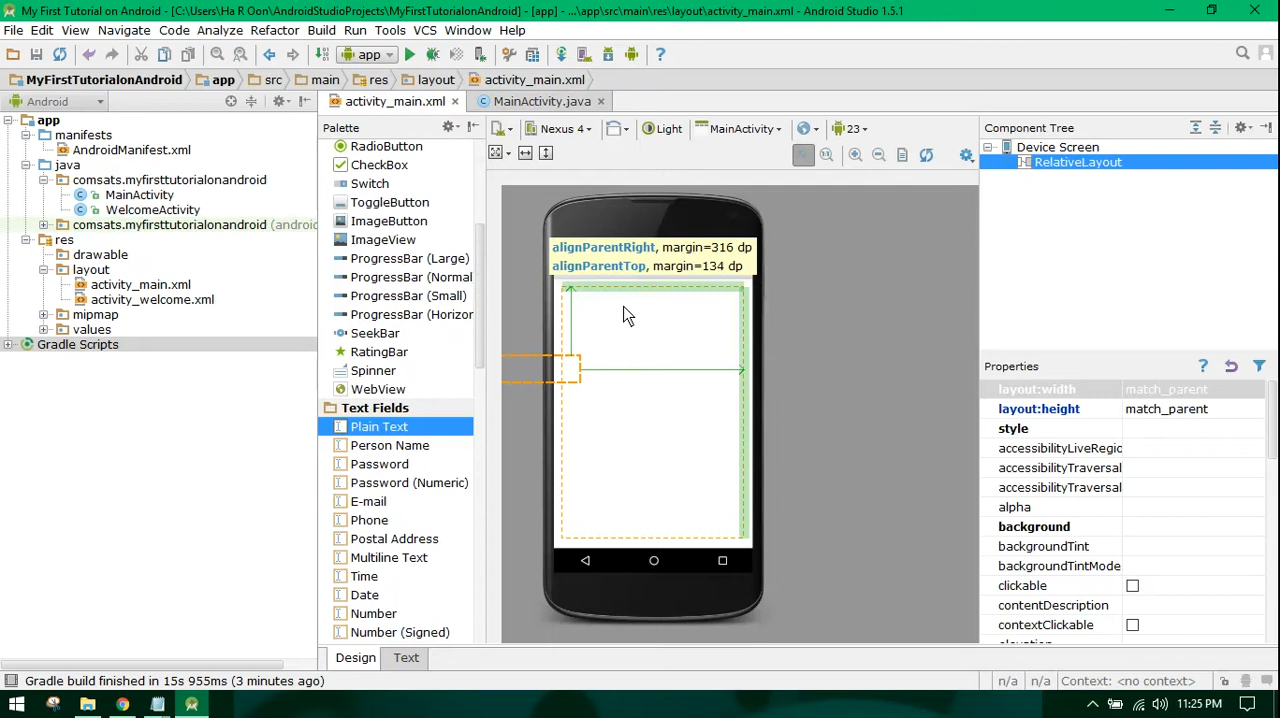 My First Tutorial on Android - [C:\Users\Ha R Oon\AndroidStudioProjects\MyFirstTutorialonAndroid] - [app] - ...\app\src\main\res\layout\activity_main.xml - Android Studio 1.5.1
File Edit View Navigate Code Analyze Refactor Build Run Tools VCS Window Help
app
MyFirstTutorialonAndroid app src main res layout activity_main.xml
Android
activity_main.xml MainActivity.java
app
manifests
AndroidManifest.xml
java
comsats.myfirsttutorialonandroid
MainActivity
WelcomeActivity
comsats.myfirsttutorialonandroid (android
res
drawable
layout
activity_main.xml
activity_welcome.xml
mipmap
values
Gradle Scripts
Palette
RadioButton
CheckBox
Switch
ToggleButton
ImageButton
ImageView
ProgressBar (Large)
ProgressBar (Normal
ProgressBar (Small)
ProgressBar (Horizor
SeekBar
RatingBar
Spinner
WebView
Text Fields
Plain Text
Person Name
Password
Password (Numeric)
E-mail
Phone
Postal Address
Multiline Text
Time
Date
Number
Number (Signed)
Design Text
Nexus 4 Light MainActivity 23
alignParentRight, margin=316 dp
alignParentTop, margin=134 dp
Component Tree
Device Screen
RelativeLayout
Properties
layout:width match_parent
layout:height match_parent
style
accessibilityLiveRegio
accessibilityTraversal
accessibilityTraversal
alpha
background
backgroundTint
backgroundTintMode
clickable
contentDescription
contextClickable
Gradle build finished in 15s 955ms (3 minutes ago)
n/a n/a Context: <no context>
11:25 PM